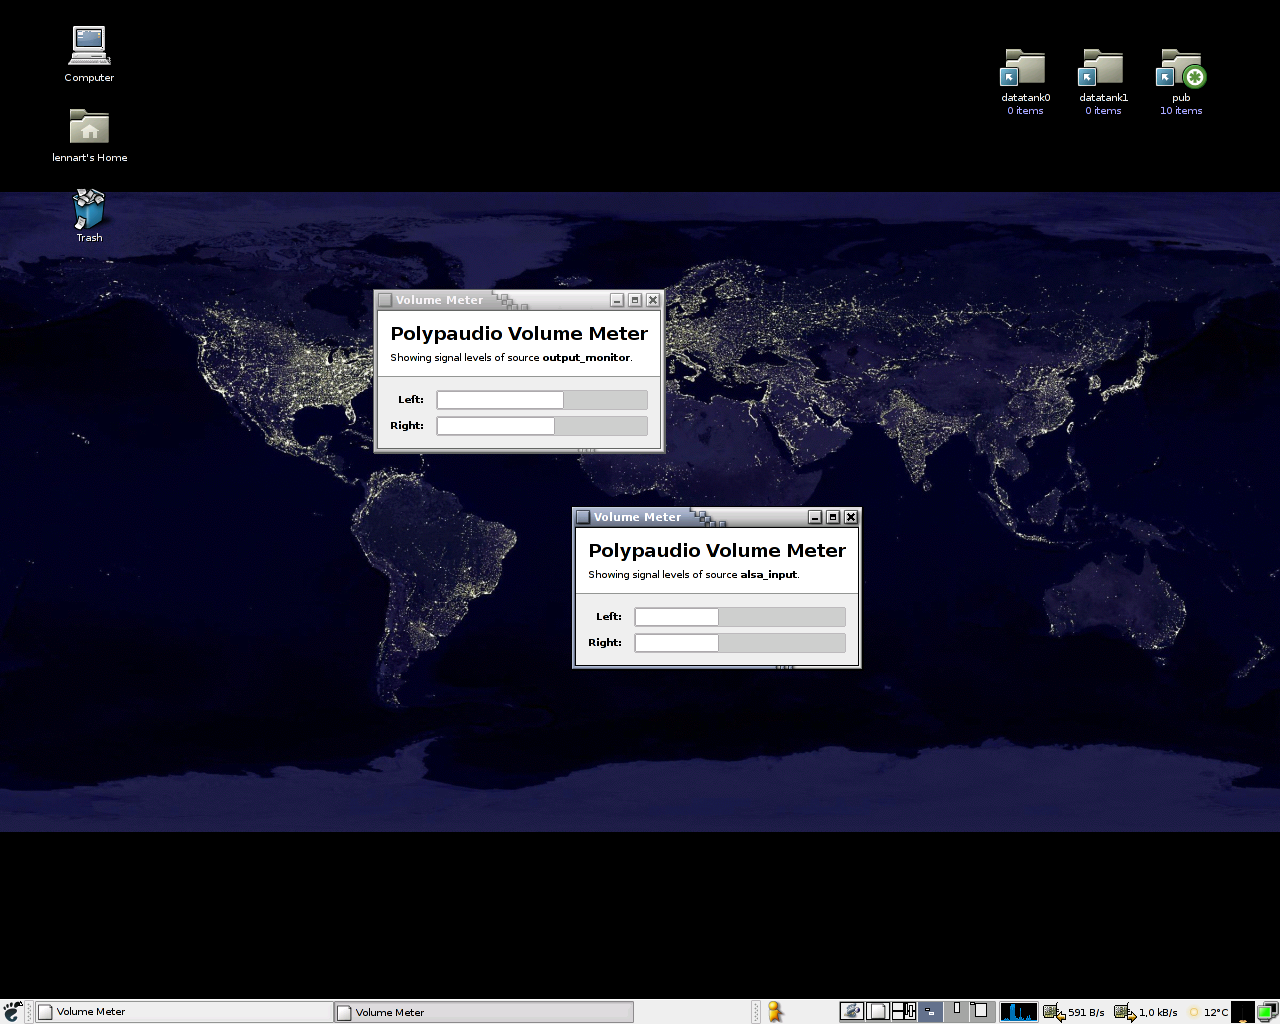 Computer
lennart's Home
Trash
datatank0
0 items
datatank1
0 items
pub
10 items
Volume Meter
Polypaudio Volume Meter
Showing signal levels of source output_monitor.
Left:
Right:
Volume Meter
Polypaudio Volume Meter
Showing signal levels of source alsa_input.
Left:
Right:
Volume Meter
Volume Meter
591 B/s
1,0 kB/s
12°C